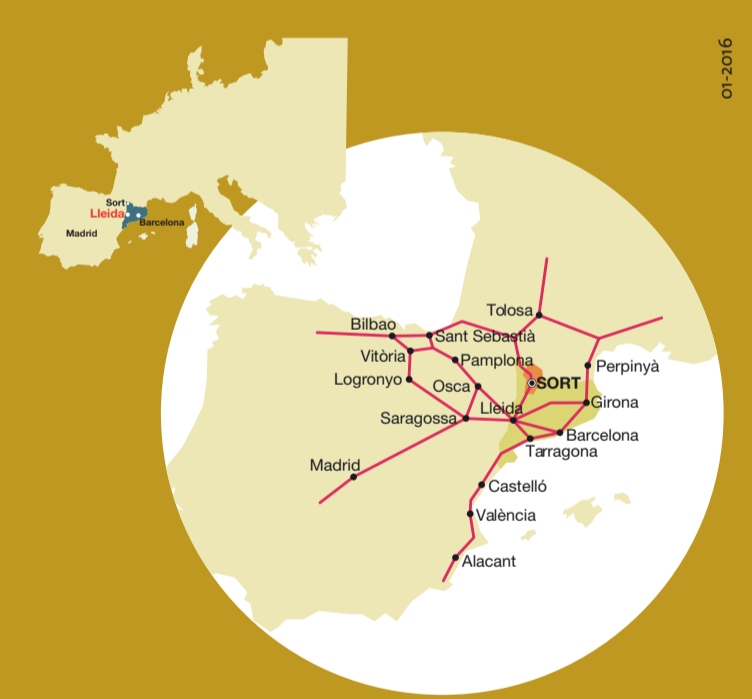 01-2016
Sort
Lleida
Barcelona
Madrid
Tolosa
Bilbao
Sant Sebastià
Vitòria
Pamplona
Perpinyà
Logronyo
Osca
SORT
Lleida
Girona
Saragossa
Barcelona
Tarragona
Madrid
Castelló
València
Alacant